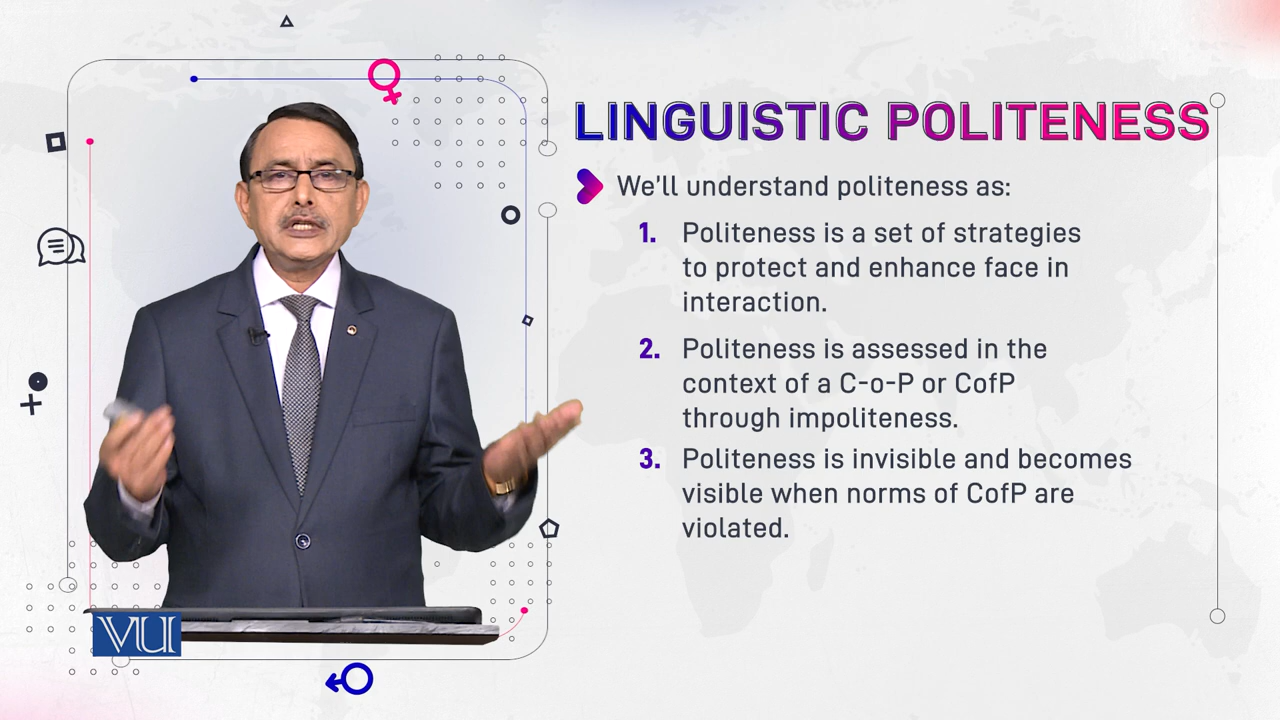 LINGUISTIC POLITENESS
We'll understand politeness as:
1. Politeness is a set of strategies
to protect and enhance face in
interaction.
2. Politeness is assessed in the
context of a C-o-P or CofP
through impoliteness.
3. Politeness is invisible and becomes
visible when norms of CofP are
violated.
VU